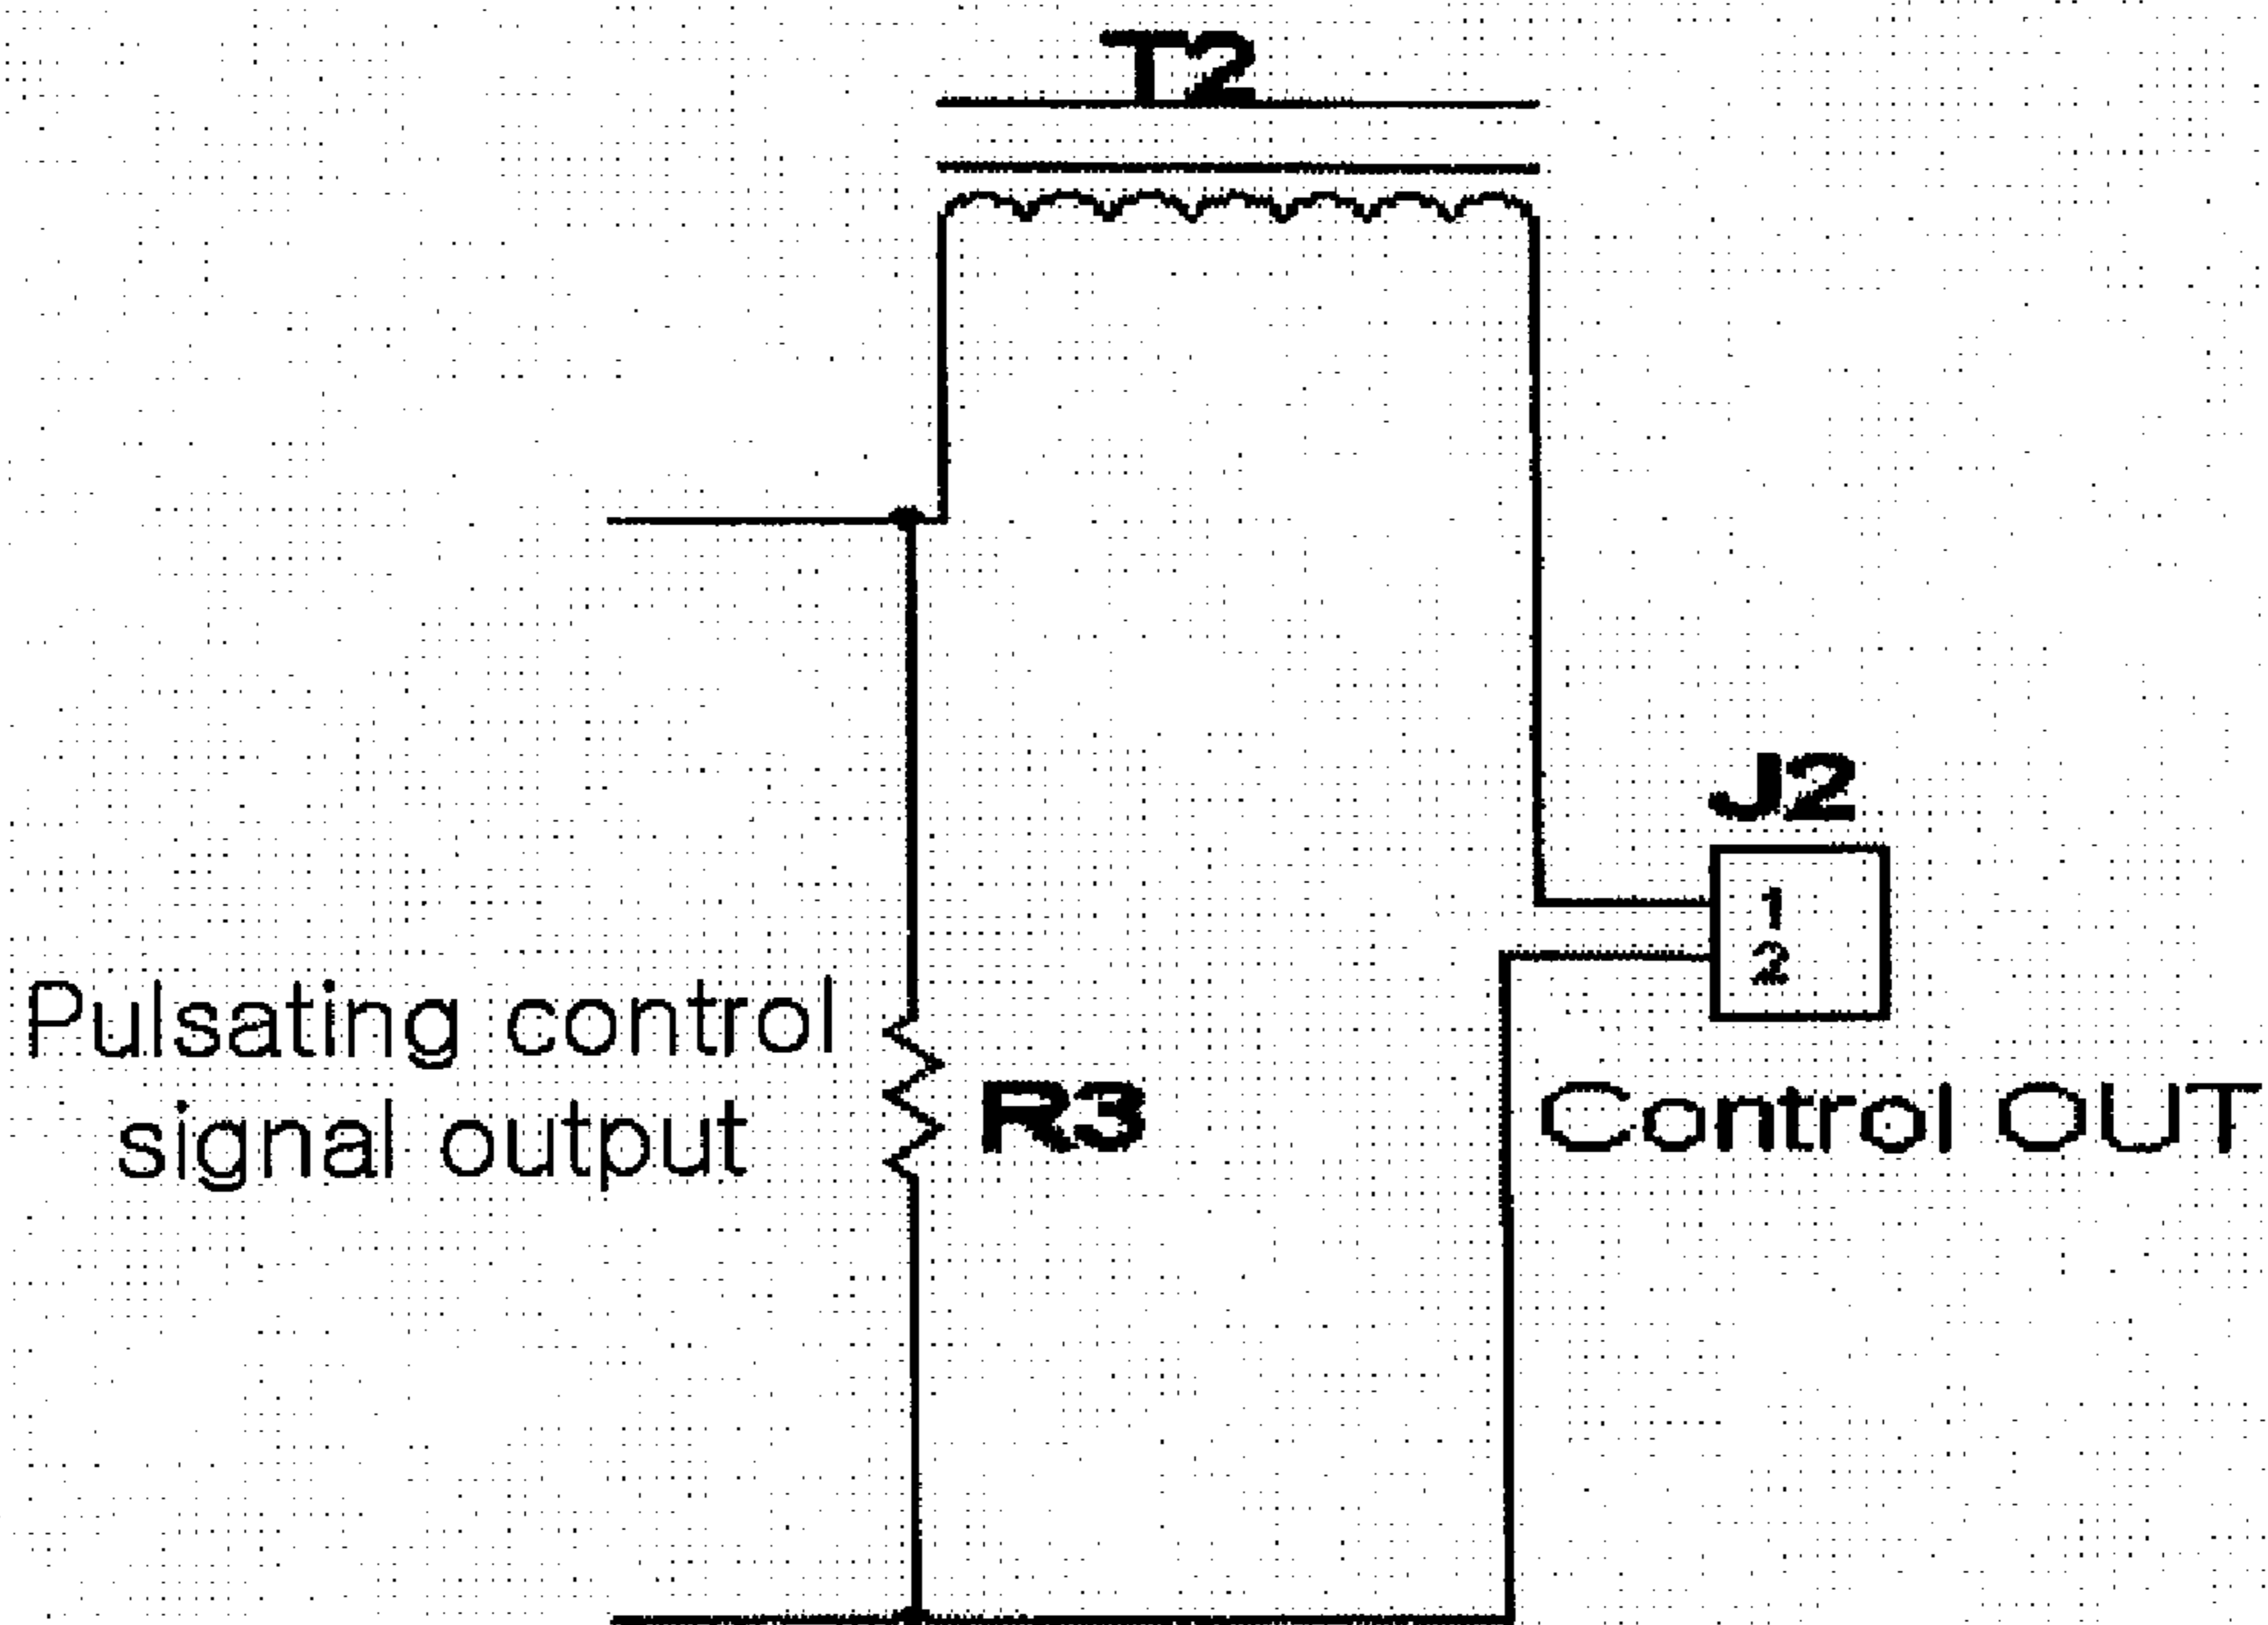 T2
J2
1
2
Pulsating control
signal output
R3
Control OUT